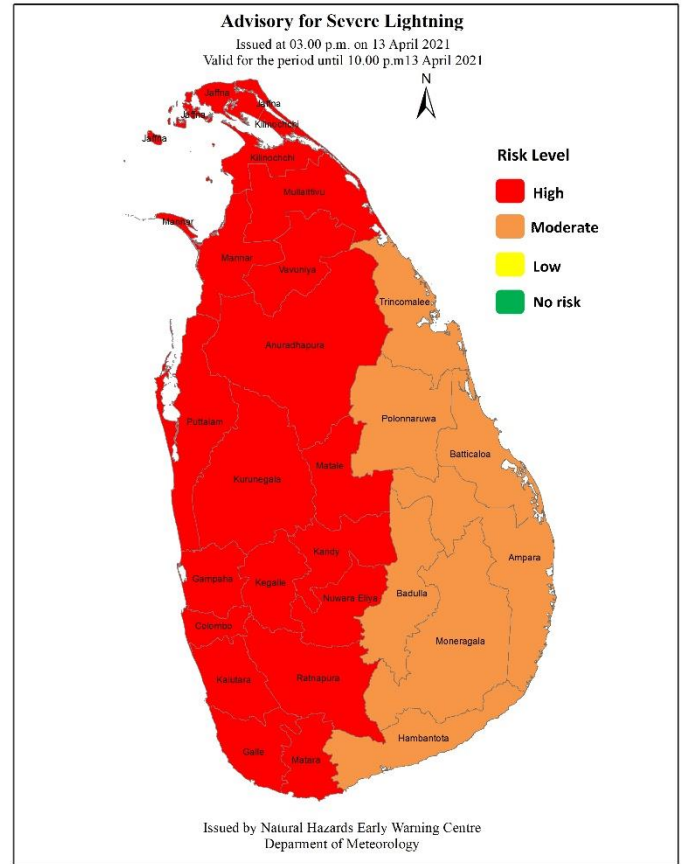 Advisory for Severe Lightning
Issued at 03.00 p.m. on 13 April 2021
Valid for the period until 10.00 p.m13 April 2021
N
Jaffna
Jaffna
Jaffna
Kilinochchi
Jaffna
Kilinochchi
Risk Level
High
Moderate
Low
No risk
Mullaittivu
Mannar
Mannar
Vavuniya
Trincomalee
Anuradhapura
Polonnaruwa
Puttalam
Batticaloa
Matale
Kurunegala
Kandy
Ampara
Gampaha
Kegalle
Badulla
Nuwara Eliya
Colombo
Moneragala
Kalutara
Ratnapura
Hambantota
Galle
Matara
Issued by Natural Hazards Early Warning Centre
Deparment of Meteorology